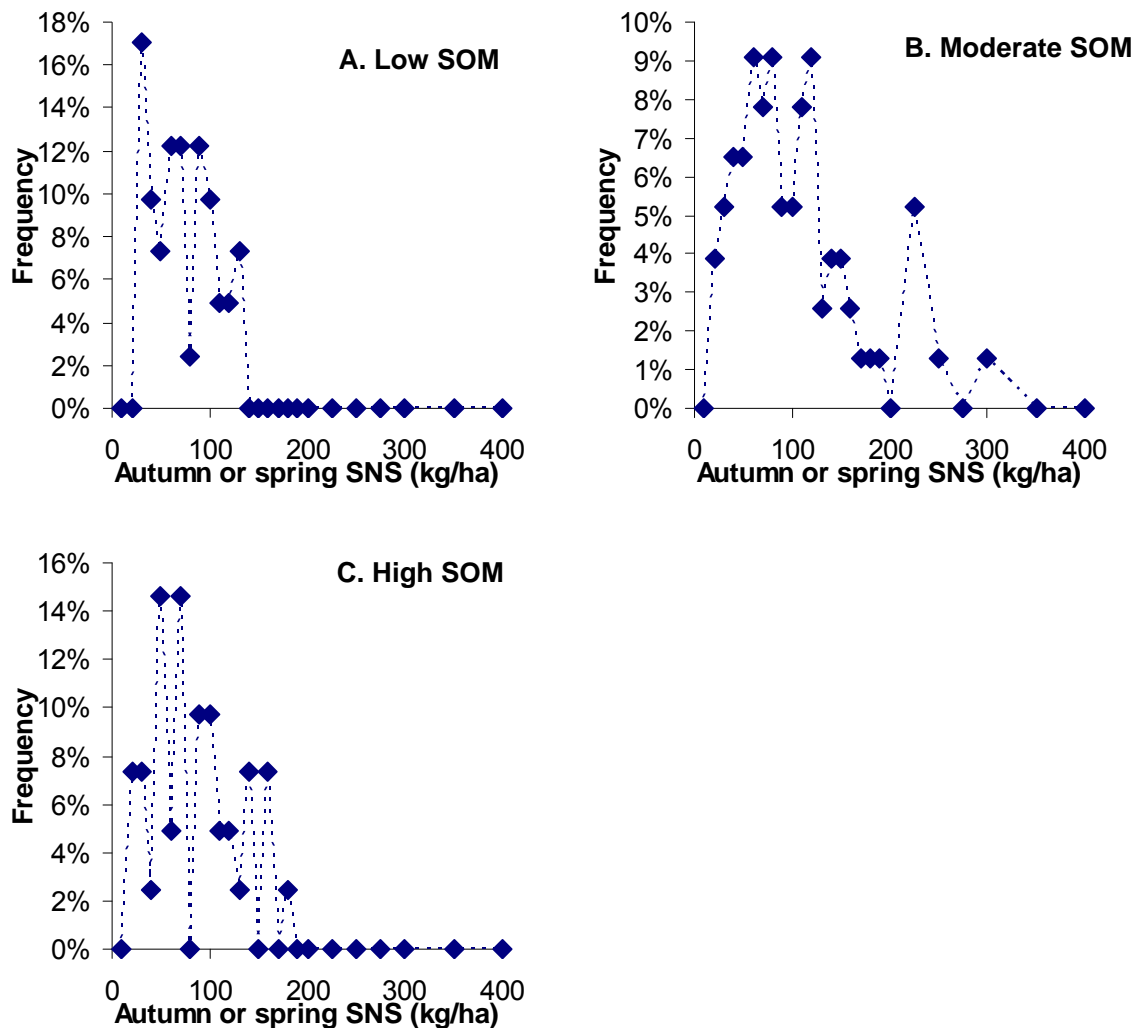 A. Low SOM
18%
16%
14%
12%
10%
8%
6%
4%
2%
0%
Frequency
0 100 200 300 400
Autumn or spring SNS (kg/ha)
B. Moderate SOM
10%
9%
8%
7%
6%
5%
4%
3%
2%
1%
0%
Frequency
0 100 200 300 400
Autumn or spring SNS (kg/ha)
C. High SOM
16%
14%
12%
10%
8%
6%
4%
2%
0%
Frequency
0 100 200 300 400
Autumn or spring SNS (kg/ha)